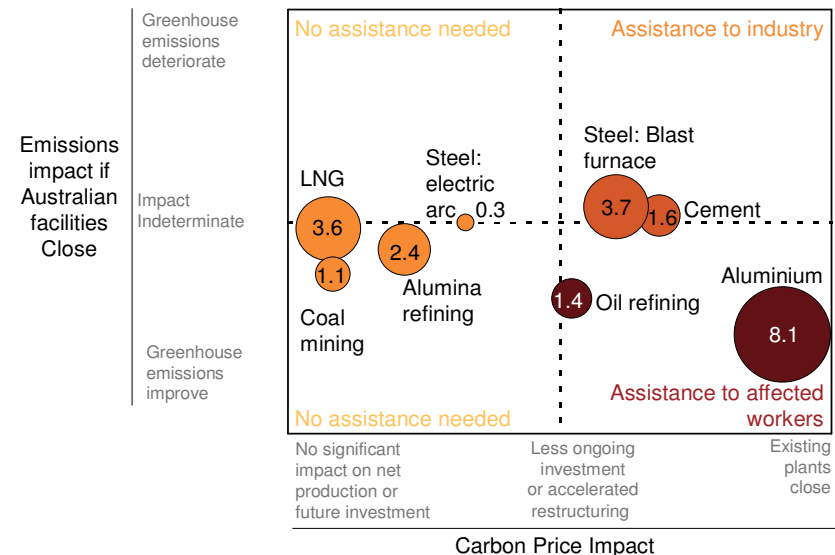 Greenhouse
emissions
deteriorate
No assistance needed
Assistance to industry
Emissions
impact if
Australian
facilities
Close
Impact
Indeterminate
LNG
3.6
1.1
Coal
mining
2.4
Alumina
refining
Steel:
electric
arc
0.3
Steel: Blast
furnace
3.7
1.6
Cement
1.4
Oil refining
Aluminium
8.1
Greenhouse
emissions
improve
No assistance needed
Assistance to affected
workers
No significant
impact on net
production or
future investment
Less ongoing
investment
or accelerated
restructuring
Existing
plants
close
Carbon Price Impact